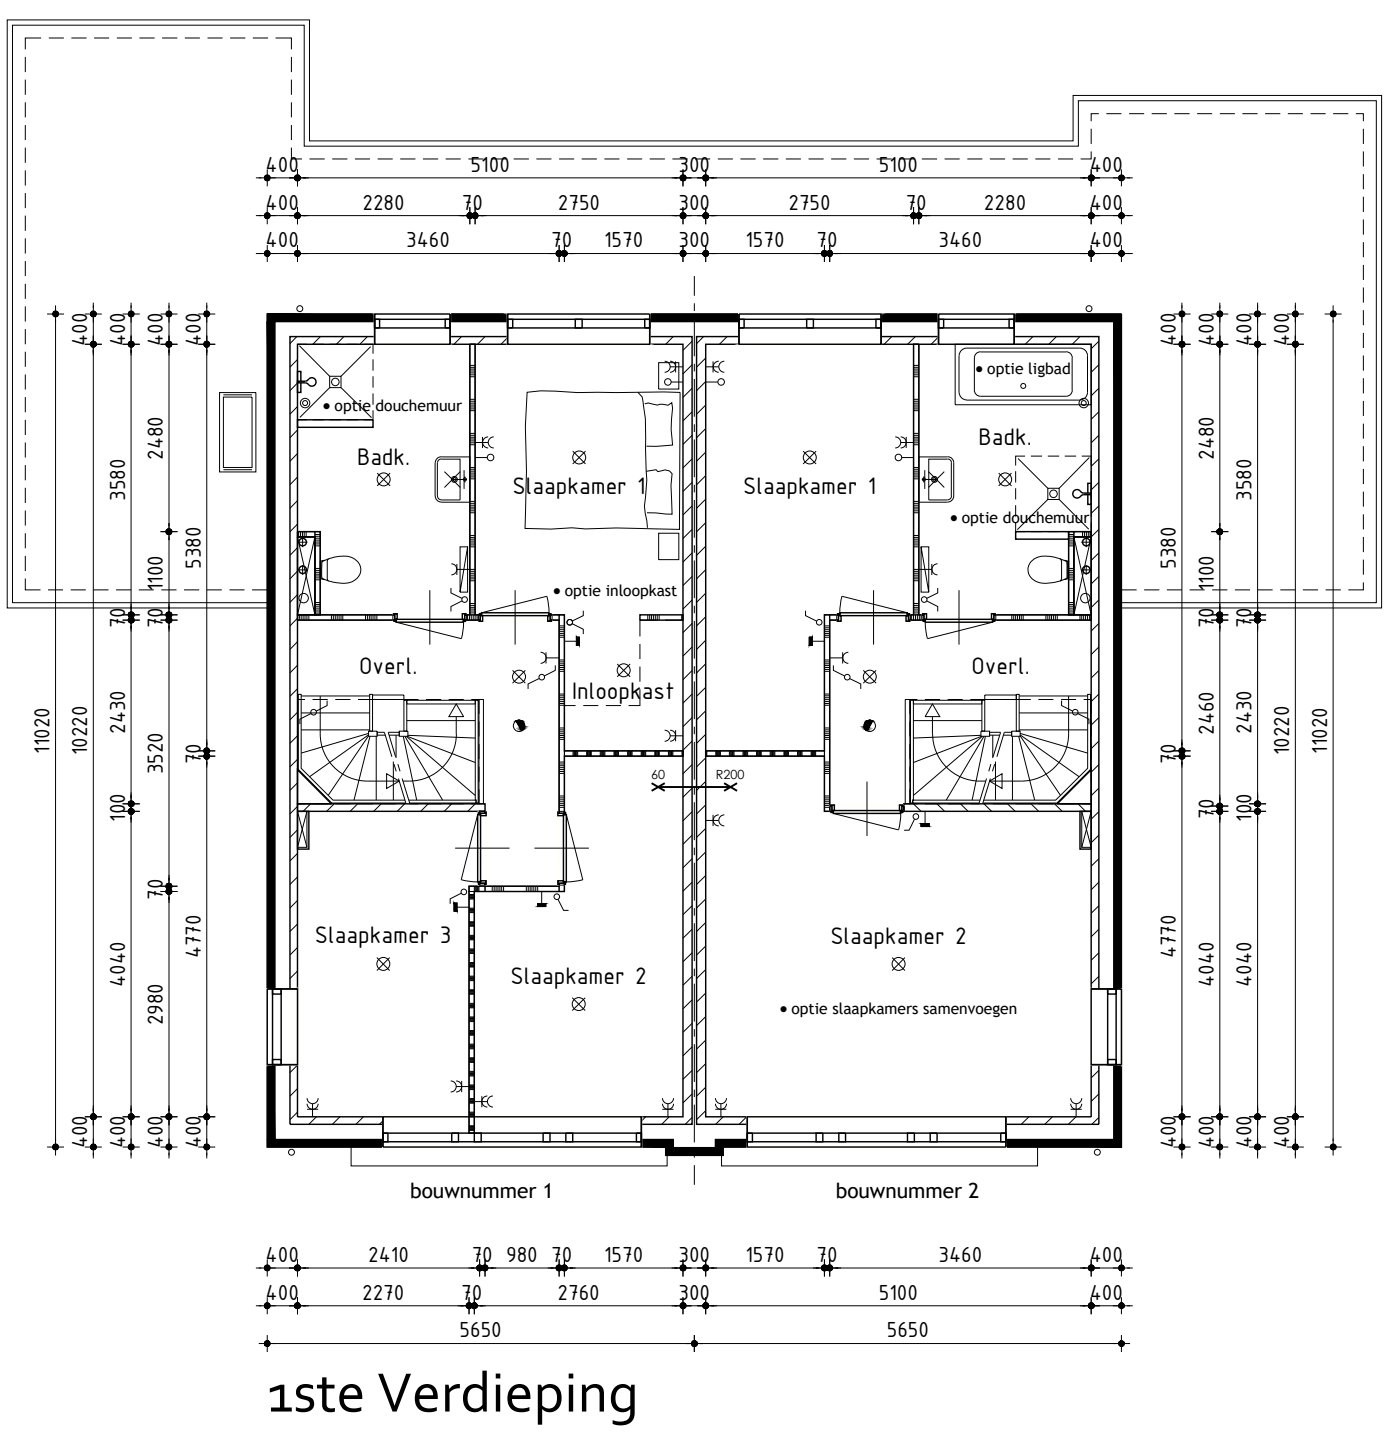 400 5100 300 5100 400
400 2280 70 2750 300 2750 70 2280 400
400 3460 70 1570 300 1570 70 3460 400
11020
400 10220 400
400 3580 70 2430 100 4040 400
400 2480 1100 70 3520 70 2980 400
400 5380 70 4770 400
• optie douchemuur
Badk.
Slaapkamer 1
• optie inloopkast
Overl.
Inloopkast
60 R200
Slaapkamer 3
Slaapkamer 2
bouwnummer 1
Slaapkamer 1
• optie ligbad
Badk.
• optie douchemuur
Overl.
Slaapkamer 2
• optie slaapkamers samenvoegen
bouwnummer 2
400 5380 70 4770 400
400 2480 1100 70 2460 70 4040 400
400 3580 70 2430 100 4040 400
400 10220 400
11020
400 2410 70 980 70 1570 300 1570 70 3460 400
400 2270 70 2760 300 5100 400
5650 5650
1ste Verdieping